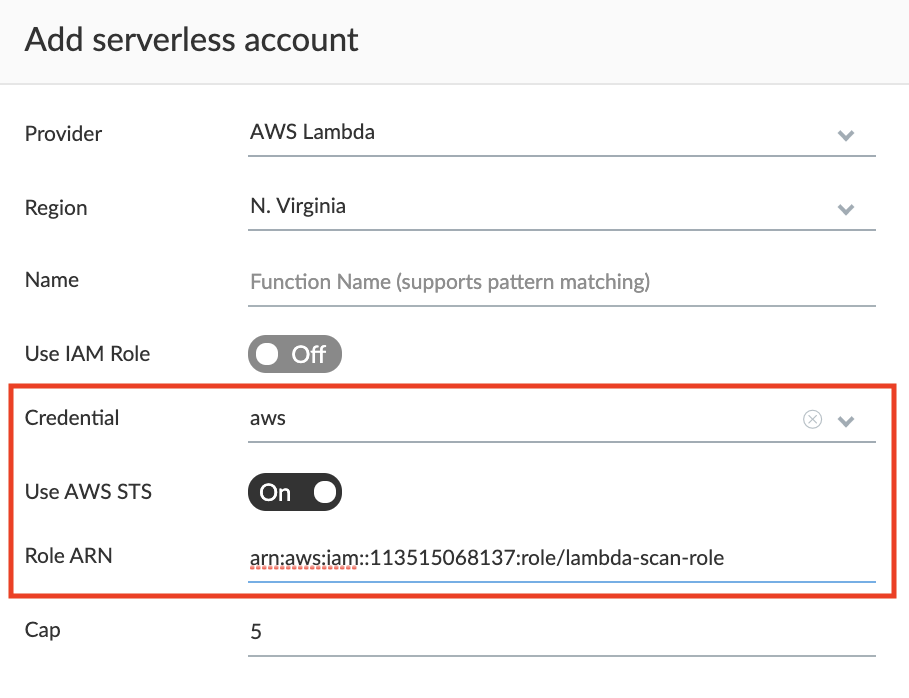 Add serverless account
Provider AWS Lambda
Region N. Virginia
Name Function Name (supports pattern matching)
Use IAM Role Off
Credential aws
Use AWS STS On
Role ARN arn:aws:iam::113515068137:role/lambda-scan-role
Cap 5